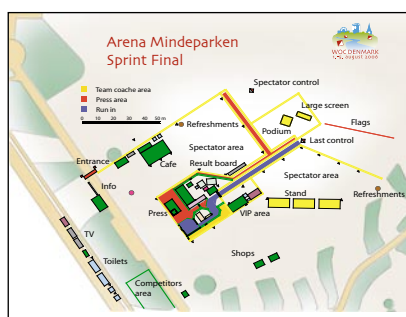 Arena Mindeparken
Sprint Final
WOC DENMARK
august 2006
Team coache area
Press area
Run in
0 10 20 30 40 50 m
Spectator control
Large screen
Refreshments
Podium
Flags
Spectator area
Last control
Entrance
Cafe
Result board
Spectator area
Info
Stand
Refreshments
Press
VIP area
TV
Shops
Toilets
Competitors
area